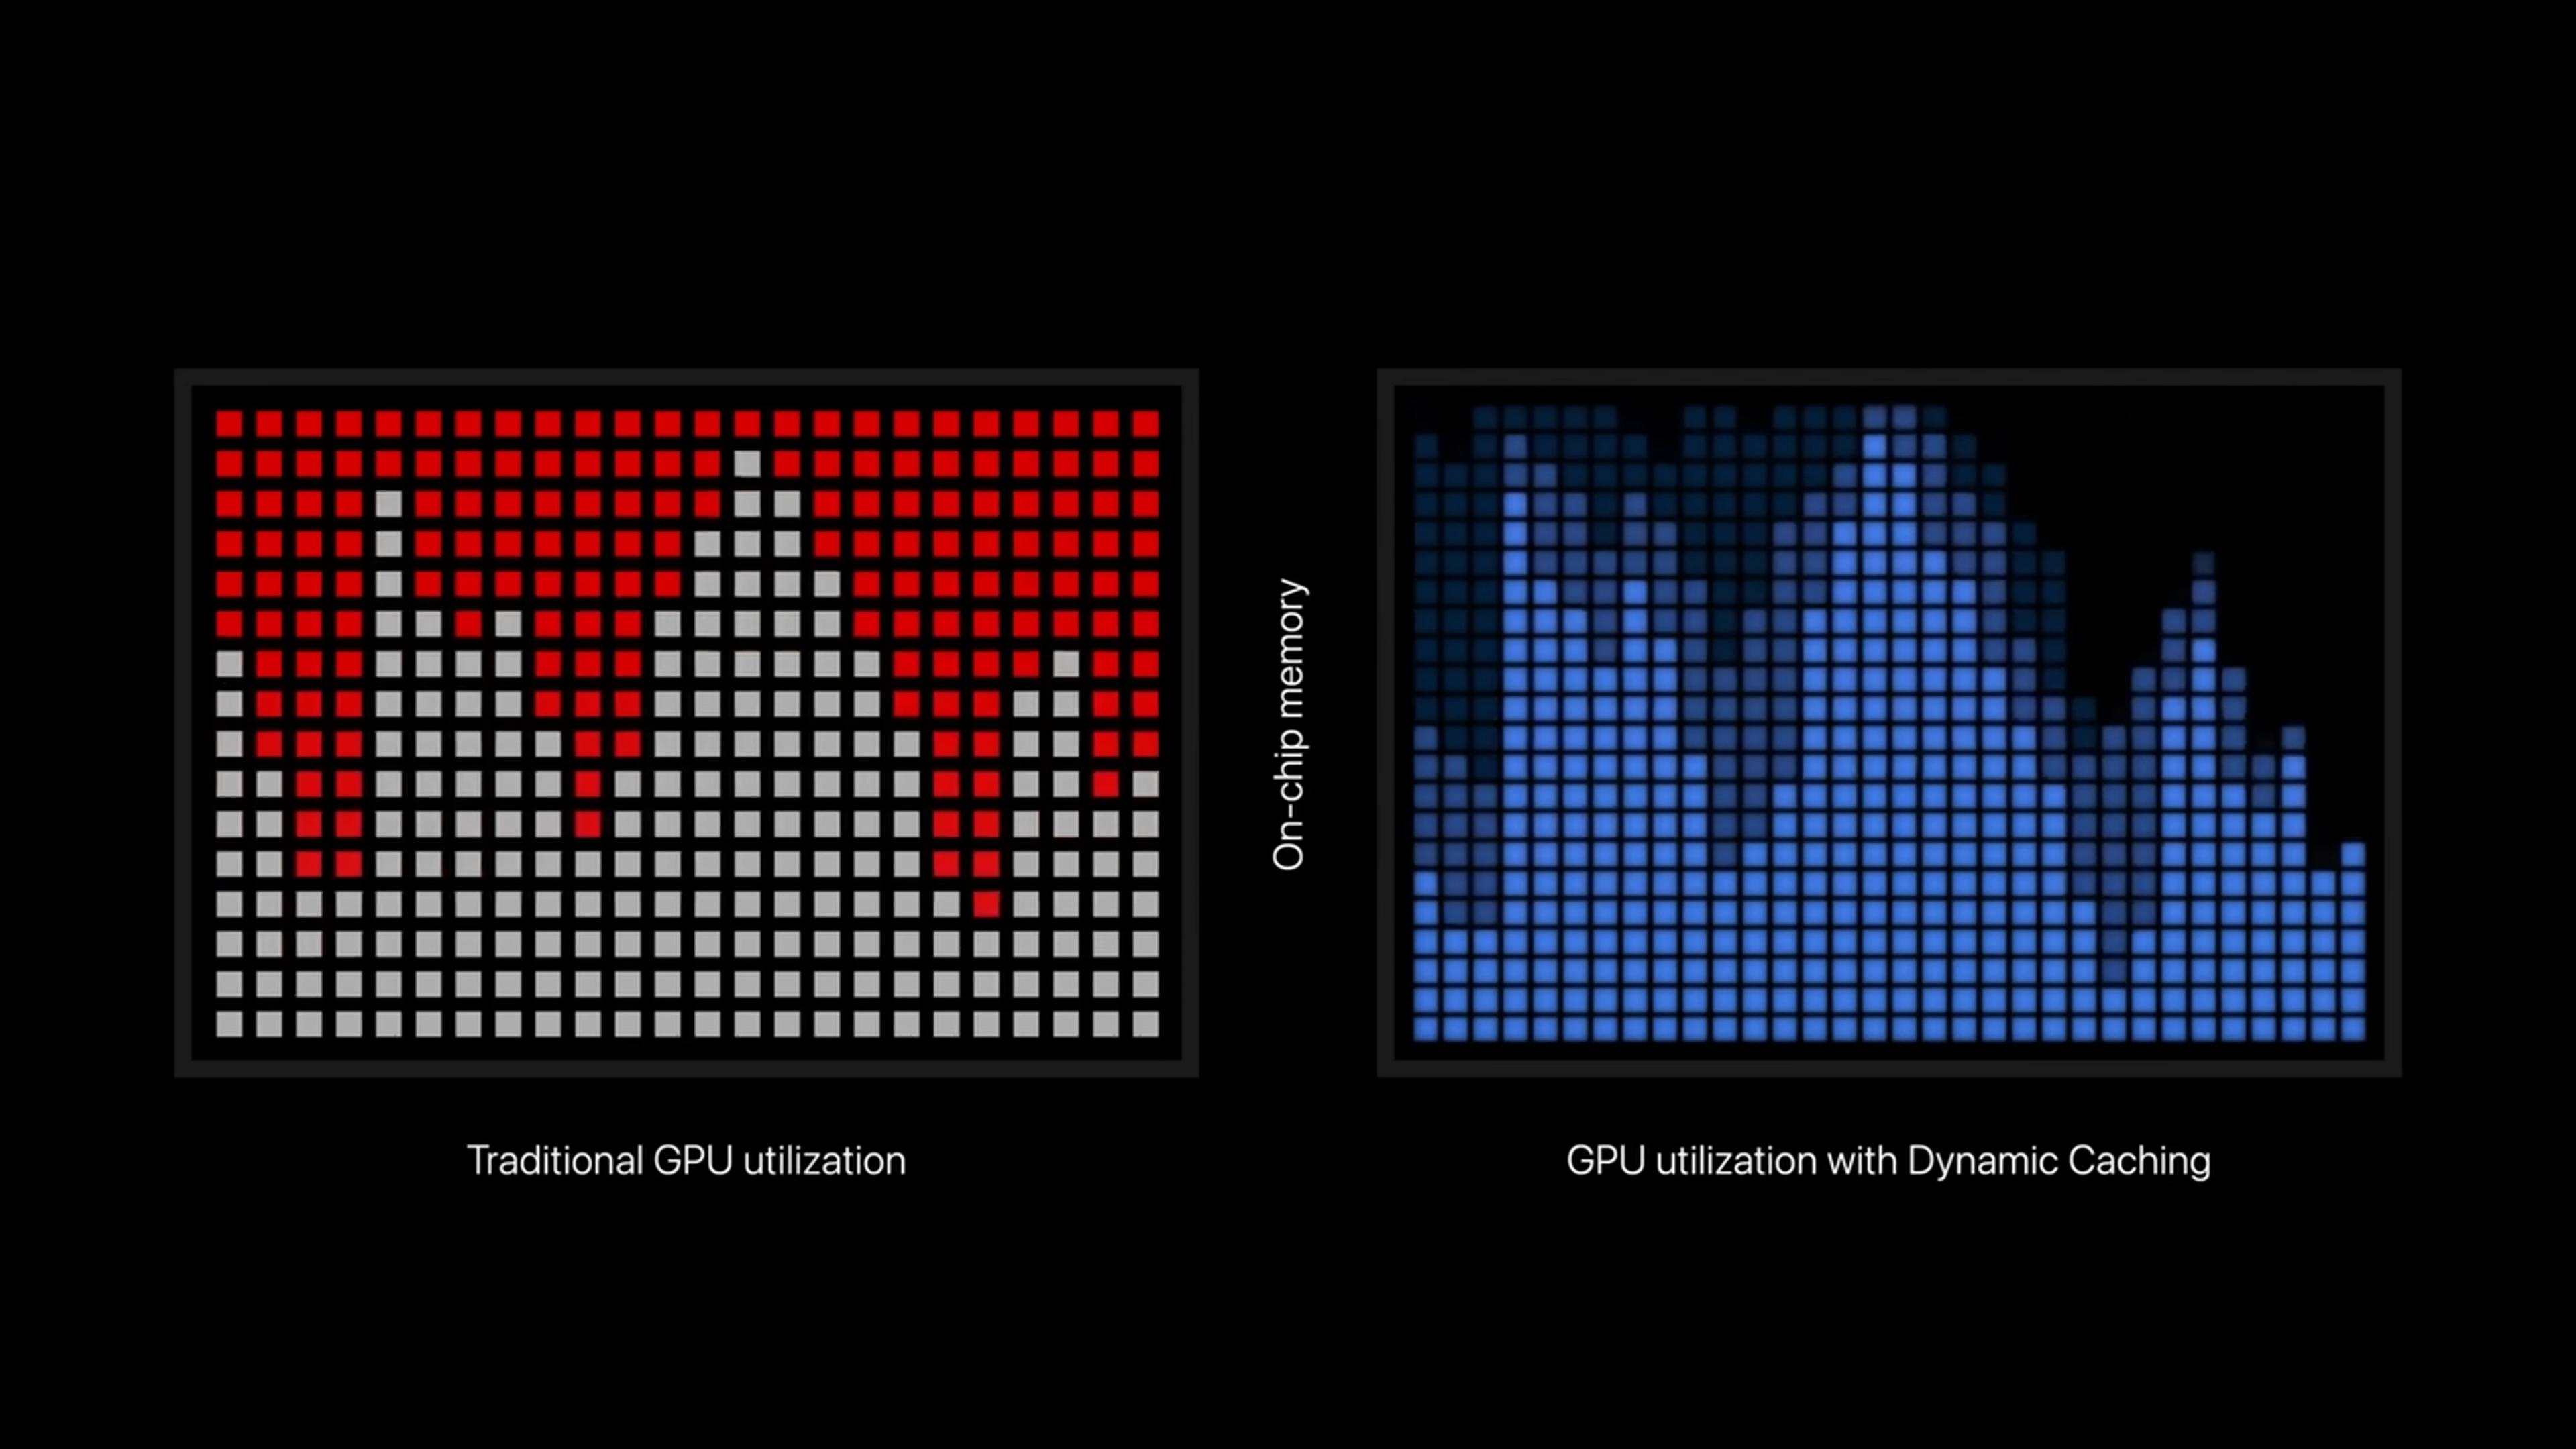 On-chip memory
Traditional GPU utilization
GPU utilization with Dynamic Caching